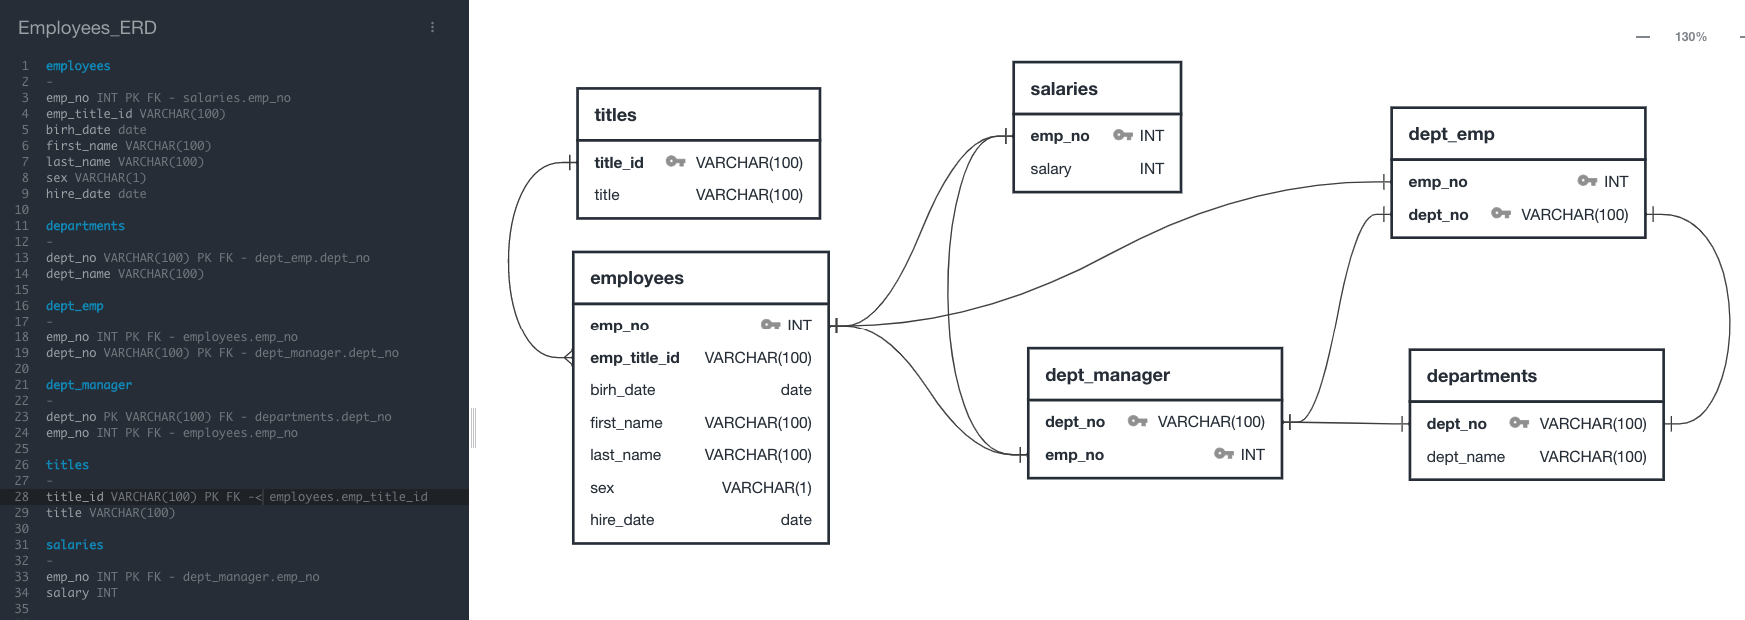 Employees_ERD
1 employees
2 -
3 emp_no INT PK FK - salaries.emp_no
4 emp_title_id VARCHAR(100)
5 birh_date date
6 first_name VARCHAR(100)
7 last_name VARCHAR(100)
8 sex VARCHAR(1)
9 hire_date date
10
11 departments
12 -
13 dept_no VARCHAR(100) PK FK - dept_emp.dept_no
14 dept_name VARCHAR(100)
15
16 dept_emp
17 -
18 emp_no INT PK FK - employees.emp_no
19 dept_no VARCHAR(100) PK FK - dept_manager.dept_no
20
21 dept_manager
22 -
23 dept_no PK VARCHAR(100) FK - departments.dept_no
24 emp_no INT PK FK - employees.emp_no
25
26 titles
27 -
28 title_id VARCHAR(100) PK FK -< employees.emp_title_id
29 title VARCHAR(100)
30
31 salaries
32 -
33 emp_no INT PK FK - dept_manager.emp_no
34 salary INT
35
130%
titles
title_id VARCHAR(100)
title VARCHAR(100)
salaries
emp_no INT
salary INT
dept_emp
emp_no INT
dept_no VARCHAR(100)
employees
emp_no INT
emp_title_id VARCHAR(100)
birh_date date
first_name VARCHAR(100)
last_name VARCHAR(100)
sex VARCHAR(1)
hire_date date
dept_manager
dept_no VARCHAR(100)
emp_no INT
departments
dept_no VARCHAR(100)
dept_name VARCHAR(100)